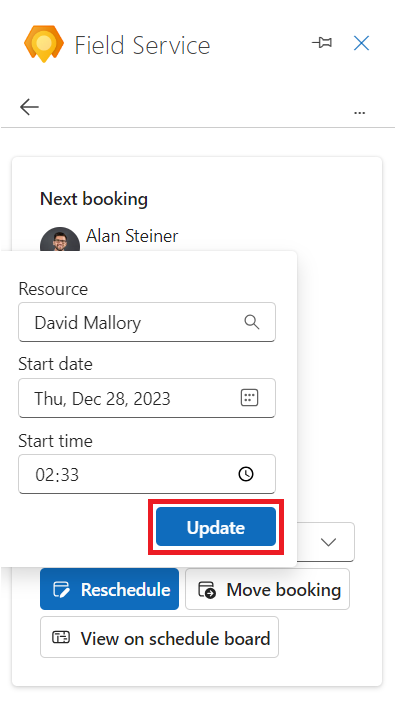 Field Service
...
Next booking
Alan Steiner
Resource
David Mallory
Start date
Thu, Dec 28, 2023
Start time
02:33
Update
Reschedule
Move booking
View on schedule board